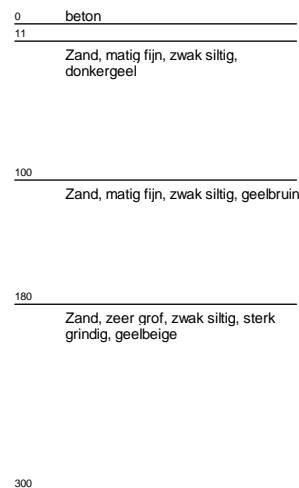 0 beton
11
Zand, matig fijn, zwak siltig,
donkergeel
100
Zand, matig fijn, zwak siltig, geelbruin
180
Zand, zeer grof, zwak siltig, sterk
grindig, geelbeige
300